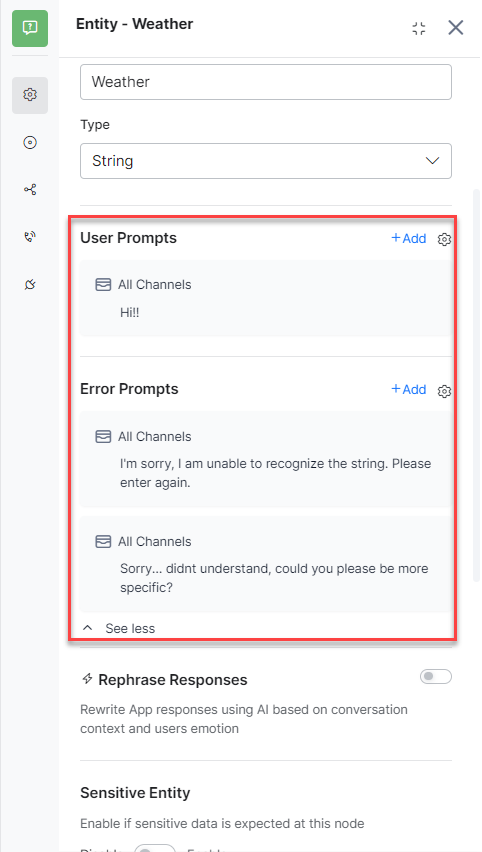 Entity - Weather
Weather
Type
String
User Prompts
+ Add
All Channels
Hi!!
Error Prompts
+ Add
All Channels
I'm sorry, I am unable to recognize the string. Please
enter again.
All Channels
Sorry... didnt understand, could you please be more
specific?
See less
Rephrase Responses
Rewrite App responses using AI based on conversation
context and users emotion
Sensitive Entity
Enable if sensitive data is expected at this node